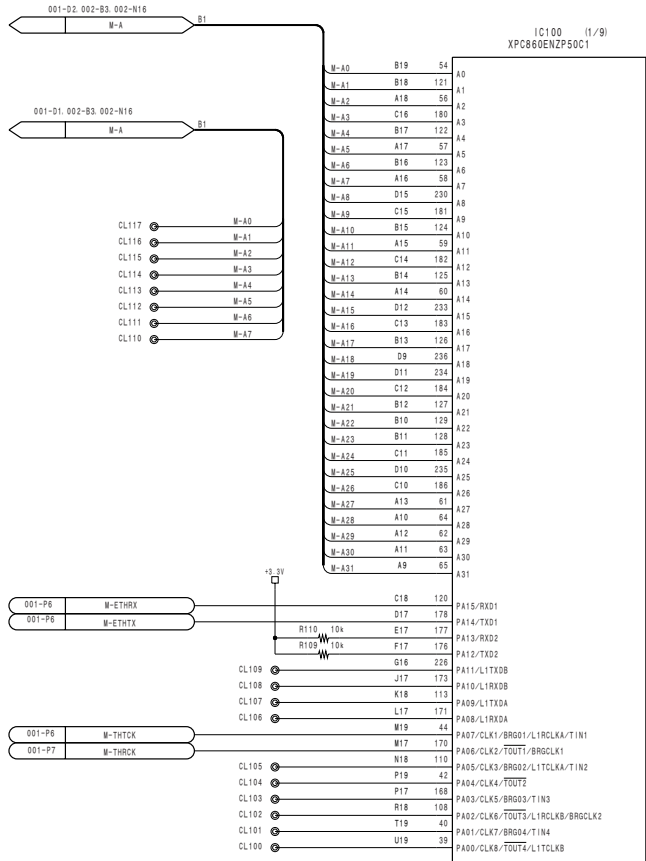 001-D2. 002-B3. 002-N16
M-A B1
IC100 (1/9)
XPC860ENZP50C1
001-D1. 002-B3. 002-N16
M-A B1
CL117 M-A0
CL116 M-A1
CL115 M-A2
CL114 M-A3
CL113 M-A4
CL112 M-A5
CL111 M-A6
CL110 M-A7
M-A0 B19 54 A0
M-A1 B18 121 A1
M-A2 A18 56 A2
M-A3 C16 180 A3
M-A4 B17 122 A4
M-A5 A17 57 A5
M-A6 B16 123 A6
M-A7 A16 58 A7
M-A8 D15 230 A8
M-A9 C15 181 A9
M-A10 B15 124 A10
M-A11 A15 59 A11
M-A12 C14 182 A12
M-A13 B14 125 A13
M-A14 A14 60 A14
M-A15 D12 233 A15
M-A16 C13 183 A16
M-A17 B13 126 A17
M-A18 D9 236 A18
M-A19 D11 234 A19
M-A20 C12 184 A20
M-A21 B12 127 A21
M-A22 B10 129 A22
M-A23 B11 128 A23
M-A24 C11 185 A24
M-A25 D10 235 A25
M-A26 C10 186 A26
M-A27 A13 61 A27
M-A28 A10 64 A28
M-A29 A12 62 A29
M-A30 A11 63 A30
M-A31 A9 65 A31
+3.3V
001-P6 M-ETHRX C18 120 PA15/RXD1
001-P6 M-ETHTX D17 178 PA14/TXD1
R110 10k E17 177 PA13/RXD2
R109 10k F17 176 PA12/TXD2
CL109 G16 226 PA11/L1TXDB
CL108 J17 173 PA10/L1RXDB
CL107 K18 113 PA09/L1TXDA
CL106 L17 171 PA08/L1RXDA
001-P6 M-THTCK M19 44 PA07/CLK1/BRGO1/L1RCLKA/TIN1
001-P7 M-THRCK M17 170 PA06/CLK2/TOUT1/BRGCLK1
CL105 N18 110 PA05/CLK3/BRGO2/L1TCLKA/TIN2
CL104 P19 42 PA04/CLK4/TOUT2
CL103 P17 168 PA03/CLK5/BRGO3/TIN3
CL102 R18 108 PA02/CLK6/TOUT3/L1RCLKB/BRGCLK2
CL101 T19 40 PA01/CLK7/BRGO4/TIN4
CL100 U19 39 PA00/CLK8/TOUT4/L1TCLKB